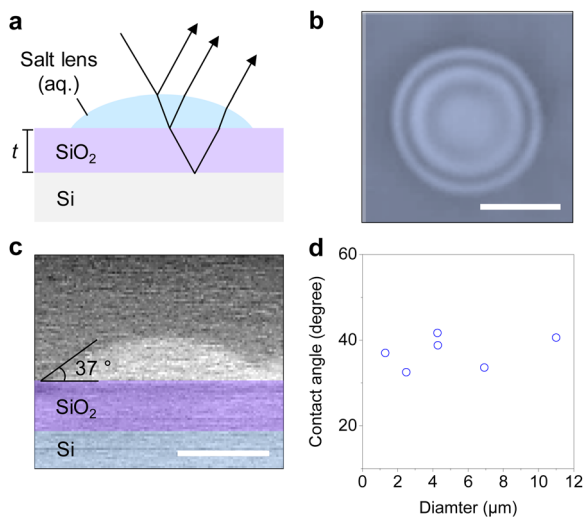 a
Salt lens
(aq.)
t
SiO2
Si
b
c
37 °
SiO2
Si
d
Contact angle (degree)
60
40
20
0 2 4 6 8 10 12
Diamter (μm)